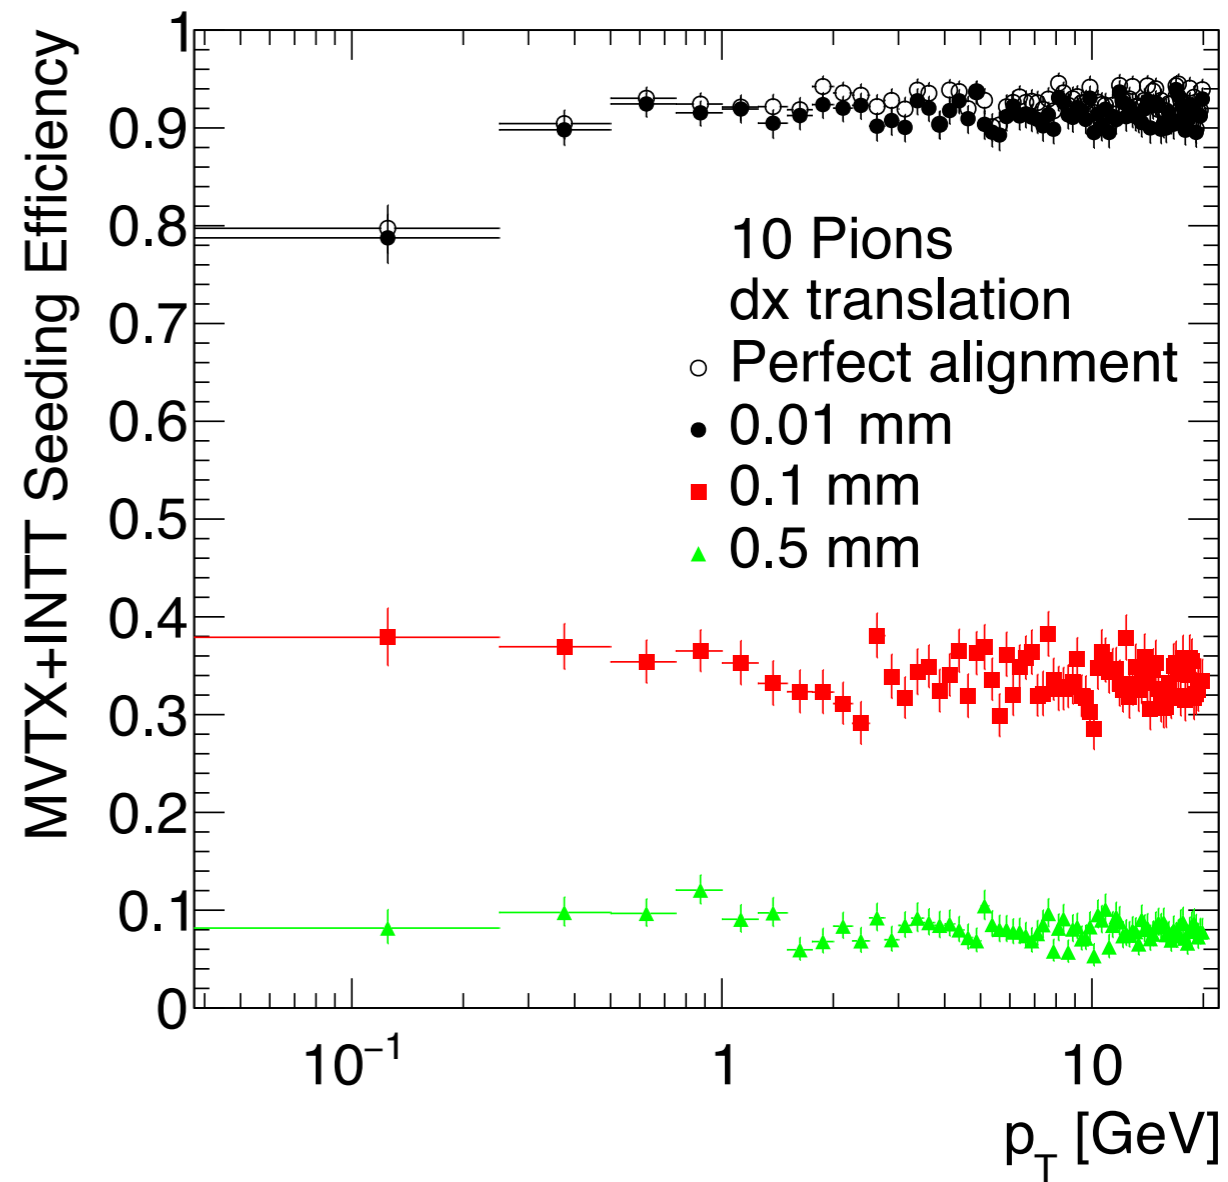 MVTX+INTT Seeding Efficiency
1
0.9
0.8
0.7
0.6
0.5
0.4
0.3
0.2
0.1
0
10 Pions
dx translation
Perfect alignment
0.01 mm
0.1 mm
0.5 mm
10⁻¹ 1 10
p_T [GeV]